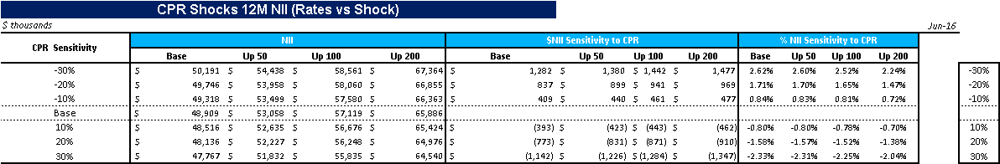 CPR Shocks 12M NII (Rates vs Shock)
$ thousands Jun-16
CPR Sensitivity NII $NII Sensitivity to CPR % NII Sensitivity to CPR
Base Up 50 Up 100 Up 200 Base Up 50 Up 100 Up 200 Base Up 50 Up 100 Up 200
-30% $ 50,191 $ 54,438 $ 58,561 $ 67,364 $ 1,282 $ 1,380 $ 1,442 $ 1,477 2.62% 2.60% 2.52% 2.24% -30%
-20% $ 49,746 $ 53,958 $ 58,060 $ 66,855 $ 837 $ 899 $ 941 $ 969 1.71% 1.70% 1.65% 1.47% -20%
-10% $ 49,318 $ 53,499 $ 57,580 $ 66,363 $ 409 $ 440 $ 461 $ 477 0.84% 0.83% 0.81% 0.72% -10%
Base $ 48,909 $ 53,058 $ 57,119 $ 65,886
10% $ 48,516 $ 52,635 $ 56,676 $ 65,424 $ (393) $ (423) $ (443) $ (462) -0.80% -0.80% -0.78% -0.70% 10%
20% $ 48,136 $ 52,227 $ 56,248 $ 64,976 $ (773) $ (831) $ (871) $ (910) -1.58% -1.57% -1.52% -1.38% 20%
30% $ 47,767 $ 51,832 $ 55,835 $ 64,540 $ (1,142) $ (1,226) $ (1,284) $ (1,347) -2.33% -2.31% -2.25% -2.04% 30%